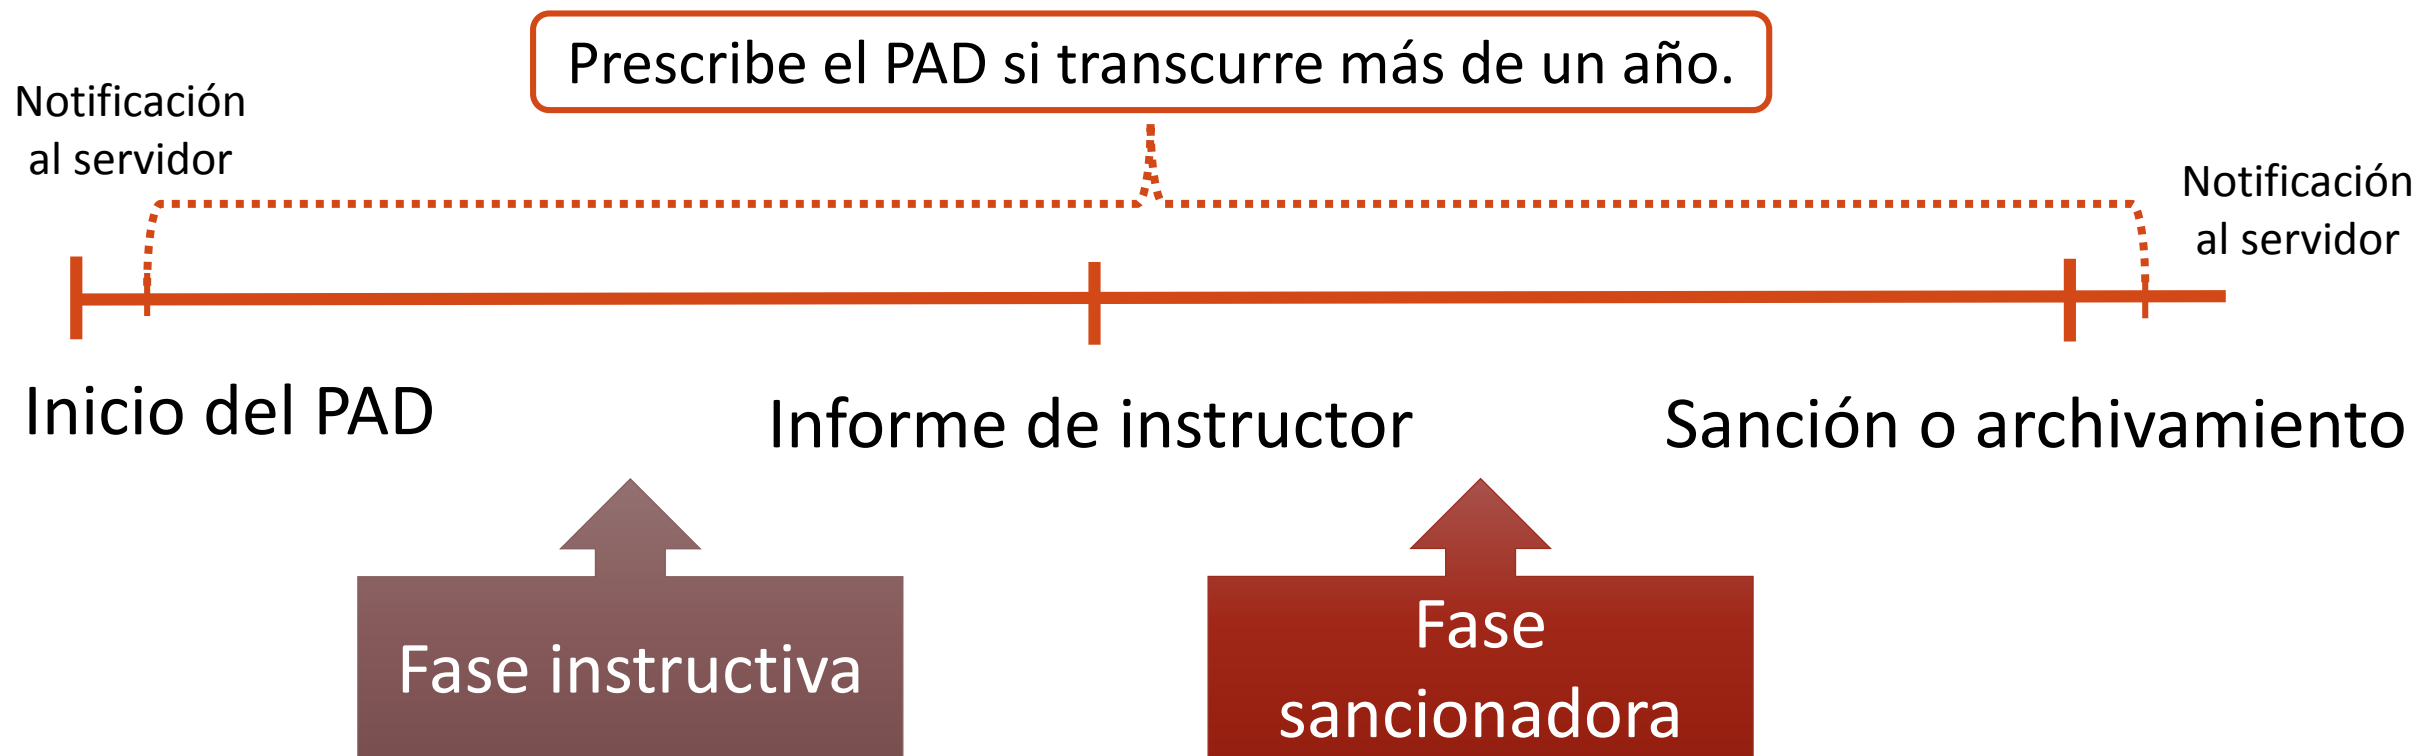 Prescribe el PAD si transcurre más de un año.
Notificación
al servidor
Notificación
al servidor
Inicio del PAD
Informe de instructor
Sanción o archivamiento
Fase instructiva
Fase
sancionadora